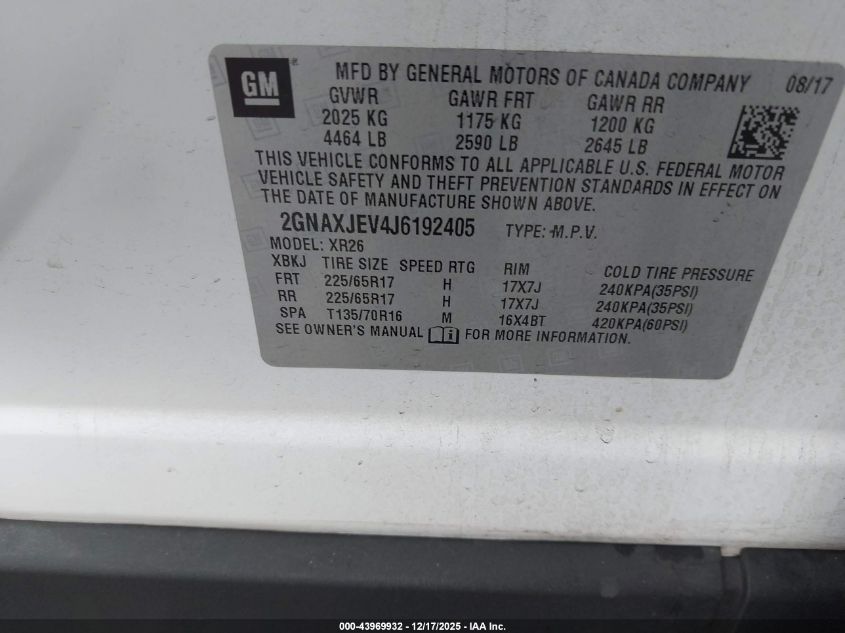 GM
MFD BY GENERAL MOTORS OF CANADA COMPANY 08/17
GVWR GAWR FRT GAWR RR
2025 KG 1175 KG 1200 KG
4464 LB 2590 LB 2645 LB
THIS VEHICLE CONFORMS TO ALL APPLICABLE U.S. FEDERAL MOTOR
VEHICLE SAFETY AND THEFT PREVENTION STANDARDS IN EFFECT ON
THE DATE OF MANUFACTURE SHOWN ABOVE.
2GNAXJEV4J6192405 TYPE: M.P.V.
MODEL: XR26
XBKJ TIRE SIZE SPEED RTG RIM COLD TIRE PRESSURE
FRT 225/65R17 H 17X7J 240KPA(35PSI)
RR 225/65R17 H 17X7J 240KPA(35PSI)
SPA T135/70R16 M 16X4BT 420KPA(60PSI)
SEE OWNER'S MANUAL FOR MORE INFORMATION.
000-43969932 - 12/17/2025 - IAA Inc.